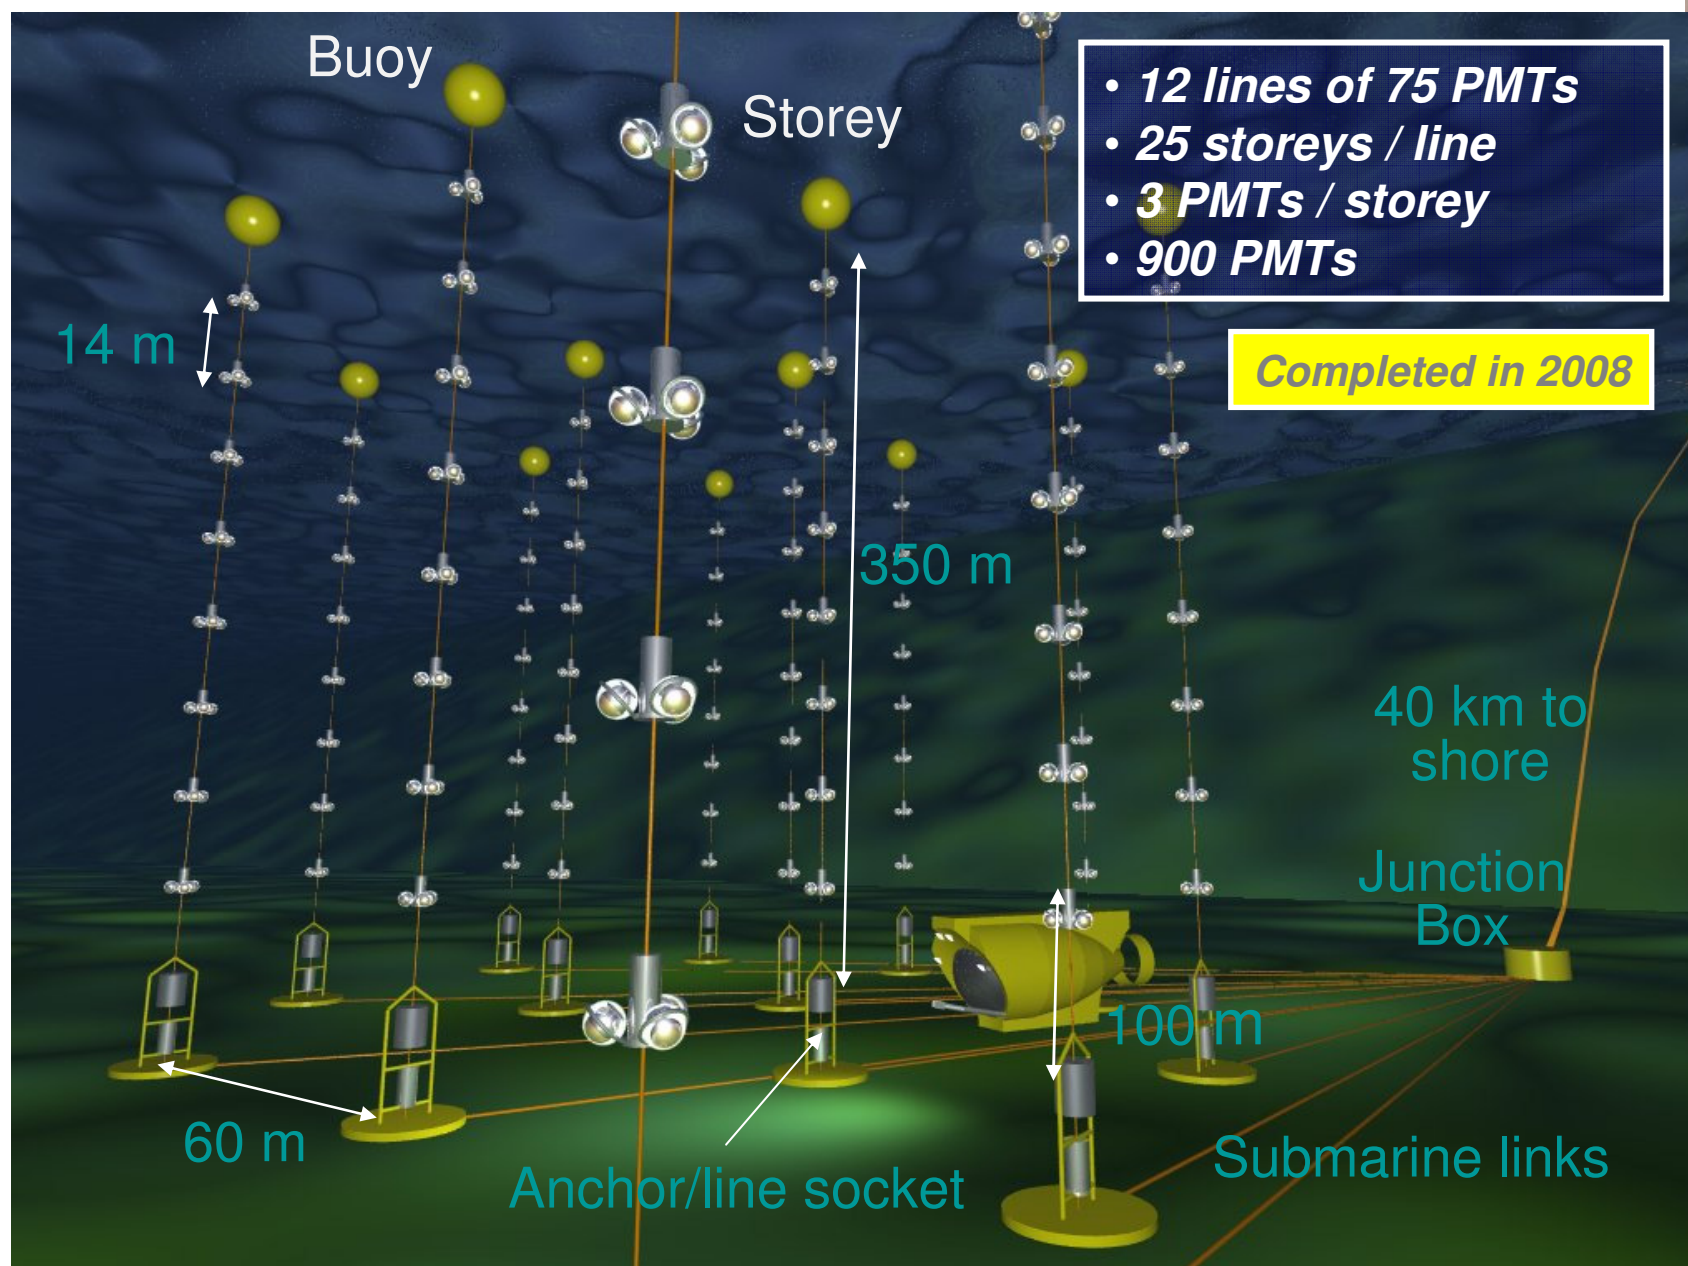 Buoy
Storey
• 12 lines of 75 PMTs
• 25 storeys / line
• 3 PMTs / storey
• 900 PMTs
14 m
Completed in 2008
350 m
40 km to
shore
Junction
Box
100 m
60 m
Anchor/line socket
Submarine links